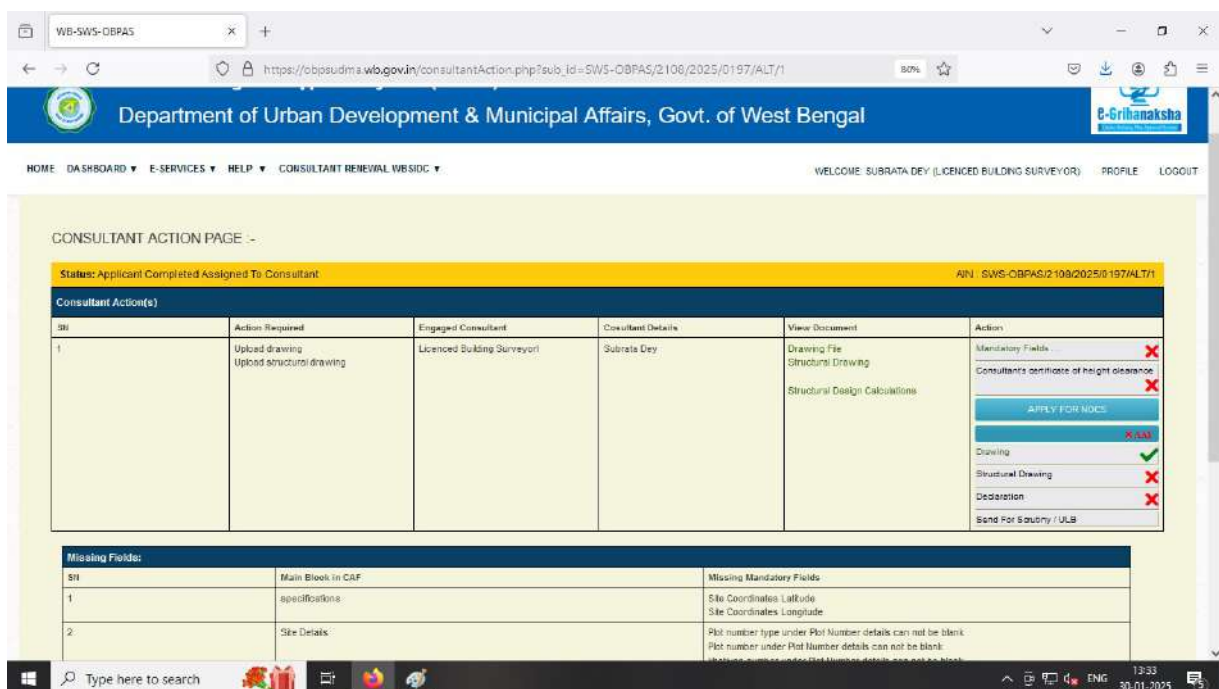 WB-SWS-OBPAS
https://obpsudma.wb.gov.in/consultantAction.php?sub_id=SWS-OBPAS/2108/2025/0197/ALT/1
80%
Department of Urban Development & Municipal Affairs, Govt. of West Bengal
e-Grihanaksha
HOME DASHBOARD E-SERVICES HELP CONSULTANT RENEWAL WBSIDC
WELCOME: SUBRATA DEY (LICENCED BUILDING SURVEYOR) PROFILE LOGOUT
CONSULTANT ACTION PAGE :-
Status: Applicant Completed Assigned To Consultant
AIN : SWS-OBPAS/2108/2025/0197/ALT/1
Consultant Action(s)
SN Action Required Engaged Consultant Cosultant Details View Document Action
1 Upload drawing Licenced Building SurveyorI Subrata Dey Drawing File Mandatory Fields ...
Upload structural drawing Structural Drawing
Consultant's certificate of height clearance
Structural Design Calculations
APPLY FOR NOCS
Drawing
Structural Drawing
Declaration
Send For Scrutiny / ULB
Missing Fields:
SN Main Block in CAF Missing Mandatory Fields
1 specifications Site Coordinates Latitude
Site Coordinates Longitude
2 Site Details Plot number type under Plot Number details can not be blank
Plot number under Plot Number details can not be blank
Type here to search
ENG
13:33
30-01-2025